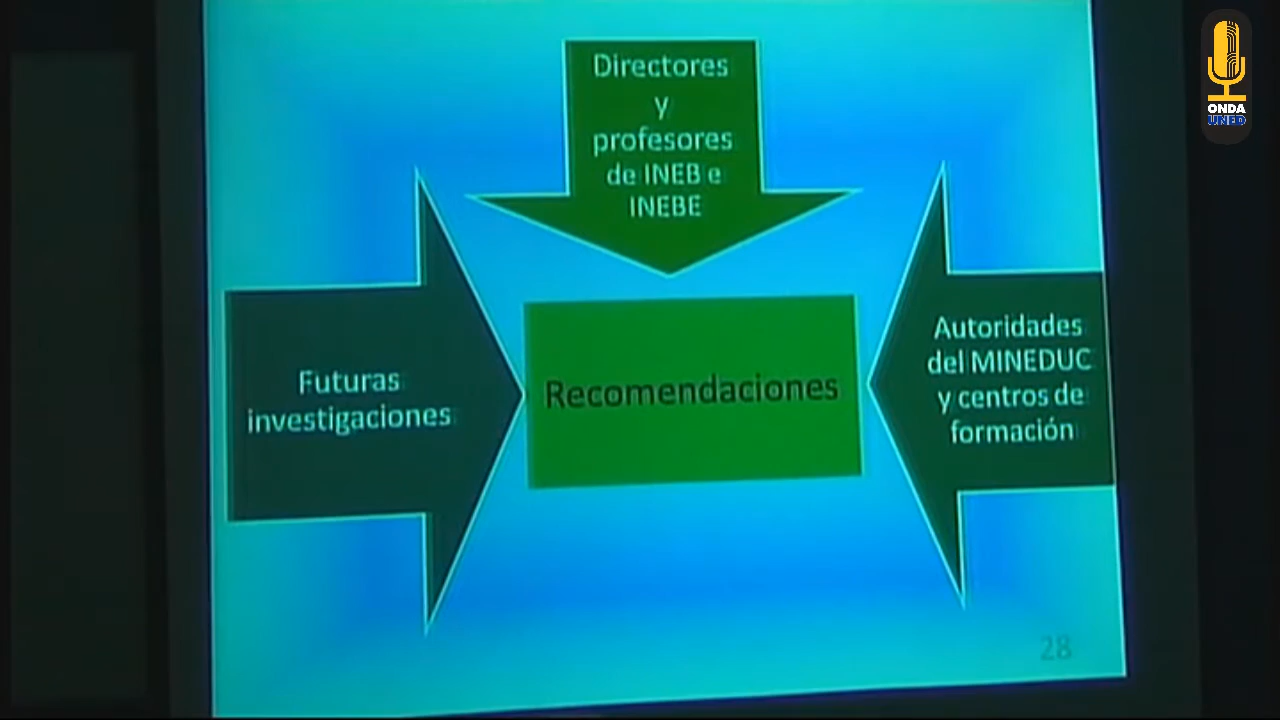 Directores
y
profesores
de INEB e
INEBE
Futuras
investigaciones
Recomendaciones
Autoridades
del MINEDUC
y centros de
formación
28
ONDA
UNED